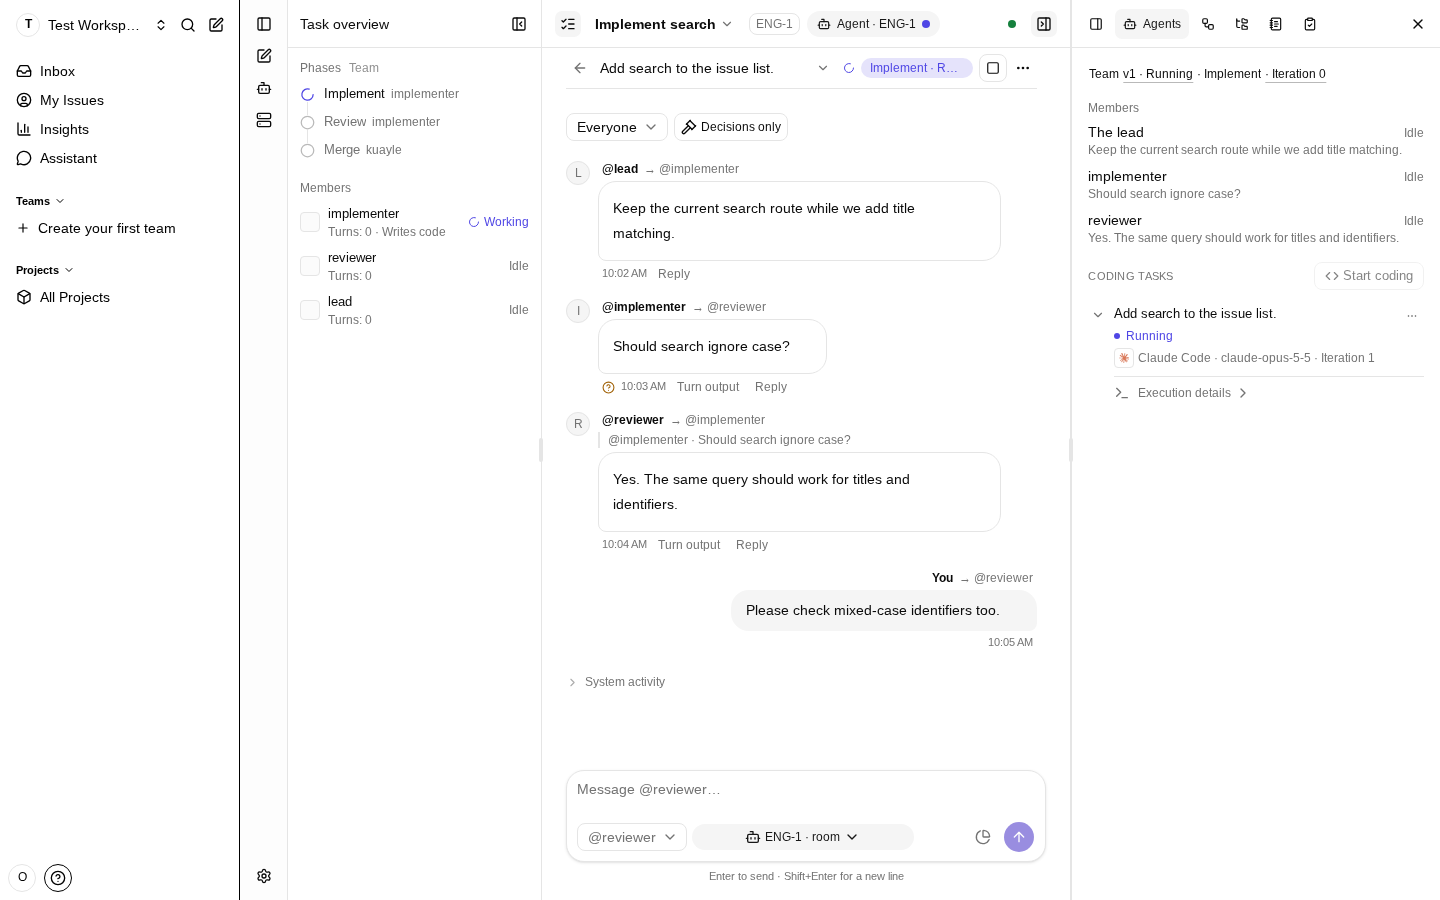 T Test Worksp…
Inbox
My Issues
Insights
Assistant
Teams
Create your first team
Projects
All Projects
O
Task overview
Phases Team
Implement implementer
Review implementer
Merge kuayle
Members
implementer
Turns: 0 · Writes code
Working
reviewer
Turns: 0
Idle
lead
Turns: 0
Idle
Implement search ENG-1 Agent · ENG-1
Add search to the issue list. Implement · R…
Everyone Decisions only
L @lead → @implementer
Keep the current search route while we add title
matching.
10:02 AM Reply
I @implementer → @reviewer
Should search ignore case?
10:03 AM Turn output Reply
R @reviewer → @implementer
@implementer · Should search ignore case?
Yes. The same query should work for titles and
identifiers.
10:04 AM Turn output Reply
You → @reviewer
Please check mixed-case identifiers too.
10:05 AM
System activity
Message @reviewer…
@reviewer ENG-1 · room
Enter to send · Shift+Enter for a new line
Agents
Team v1 · Running · Implement · Iteration 0
Members
The lead Idle
Keep the current search route while we add title matching.
implementer Idle
Should search ignore case?
reviewer Idle
Yes. The same query should work for titles and identifiers.
CODING TASKS Start coding
Add search to the issue list.
Running
Claude Code · claude-opus-5-5 · Iteration 1
Execution details